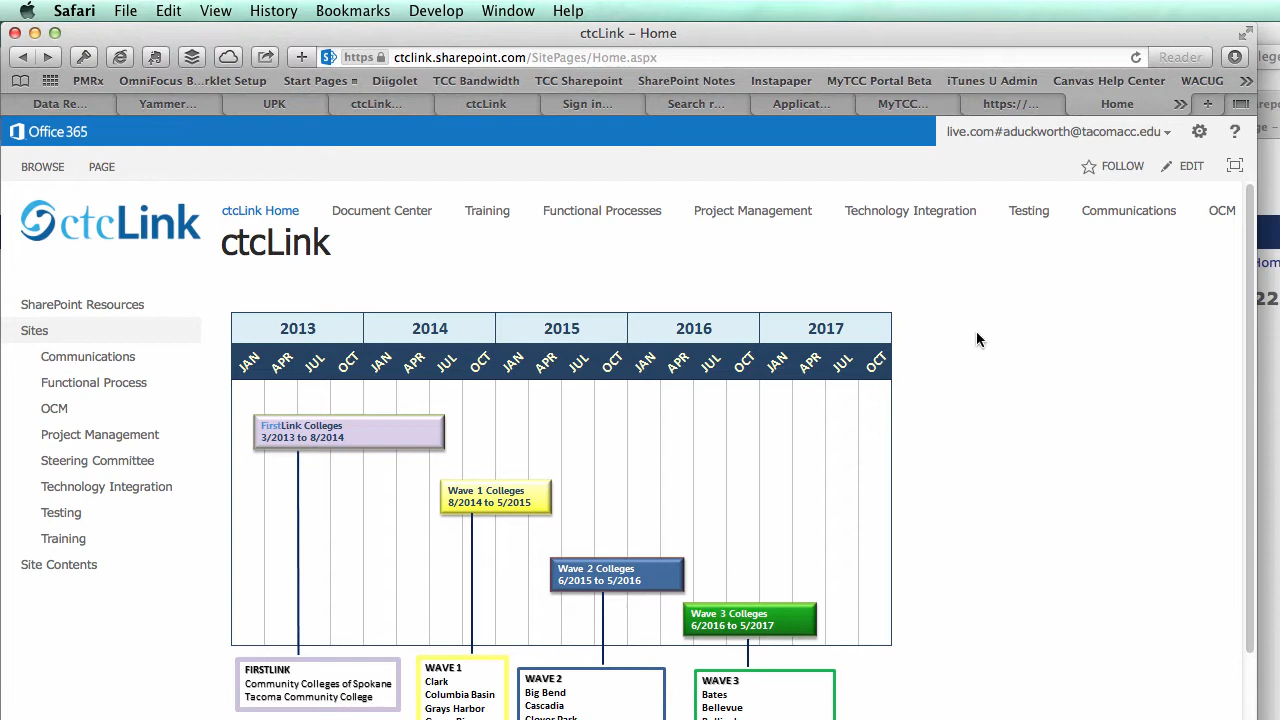 Safari File Edit View History Bookmarks Develop Window Help
ctcLink – Home
https ctclink.sharepoint.com/SitePages/Home.aspx Reader
PMRx OmniFocus B...rklet Setup Start Pages Diigolet TCC Bandwidth TCC Sharepoint SharePoint Notes Instapaper MyTCC Portal Beta iTunes U Admin Canvas Help Center WACUG
Data Re... Yammer... UPK ctcLink... ctcLink Sign in... Search r... Applicat... MyTCC... https://... Home
Office 365 live.com#aduckworth@tacomacc.edu
BROWSE PAGE FOLLOW EDIT
ctcLink
ctcLink Home Document Center Training Functional Processes Project Management Technology Integration Testing Communications OCM
ctcLink
SharePoint Resources
Sites
Communications
Functional Process
OCM
Project Management
Steering Committee
Technology Integration
Testing
Training
Site Contents
2013 2014 2015 2016 2017
JAN APR JUL OCT JAN APR JUL OCT JAN APR JUL OCT JAN APR JUL OCT JAN APR JUL OCT
FirstLink Colleges
3/2013 to 8/2014
Wave 1 Colleges
8/2014 to 5/2015
Wave 2 Colleges
6/2015 to 5/2016
Wave 3 Colleges
6/2016 to 5/2017
FIRSTLINK
Community Colleges of Spokane
Tacoma Community College
WAVE 1
Clark
Columbia Basin
Grays Harbor
WAVE 2
Big Bend
Cascadia
Clover Park
WAVE 3
Bates
Bellevue